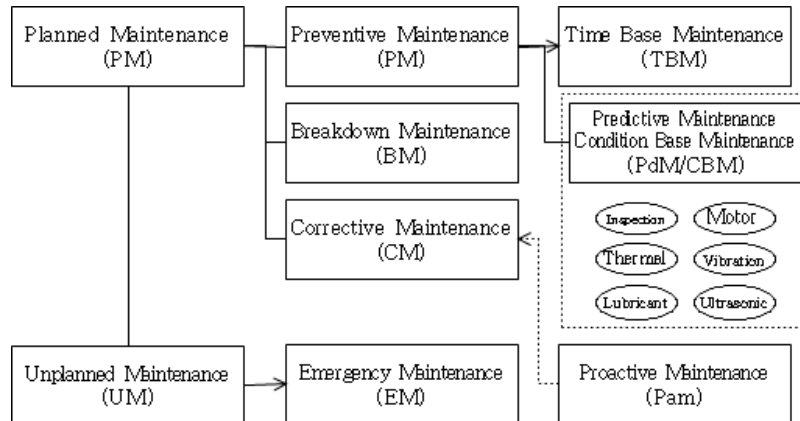 Planned Maintenance
(PM)
Preventive Maintenance
(PM)
Time Base Maintenance
(TBM)
Breakdown Maintenance
(BM)
Predictive Maintenance
Condition Base Maintenance
(PdM/CBM)
Corrective Maintenance
(CM)
Inspection
Motor
Thermal
Vibration
Lubricant
Ultrasonic
Unplanned Maintenance
(UM)
Emergency Maintenance
(EM)
Proactive Maintenance
(Pam)